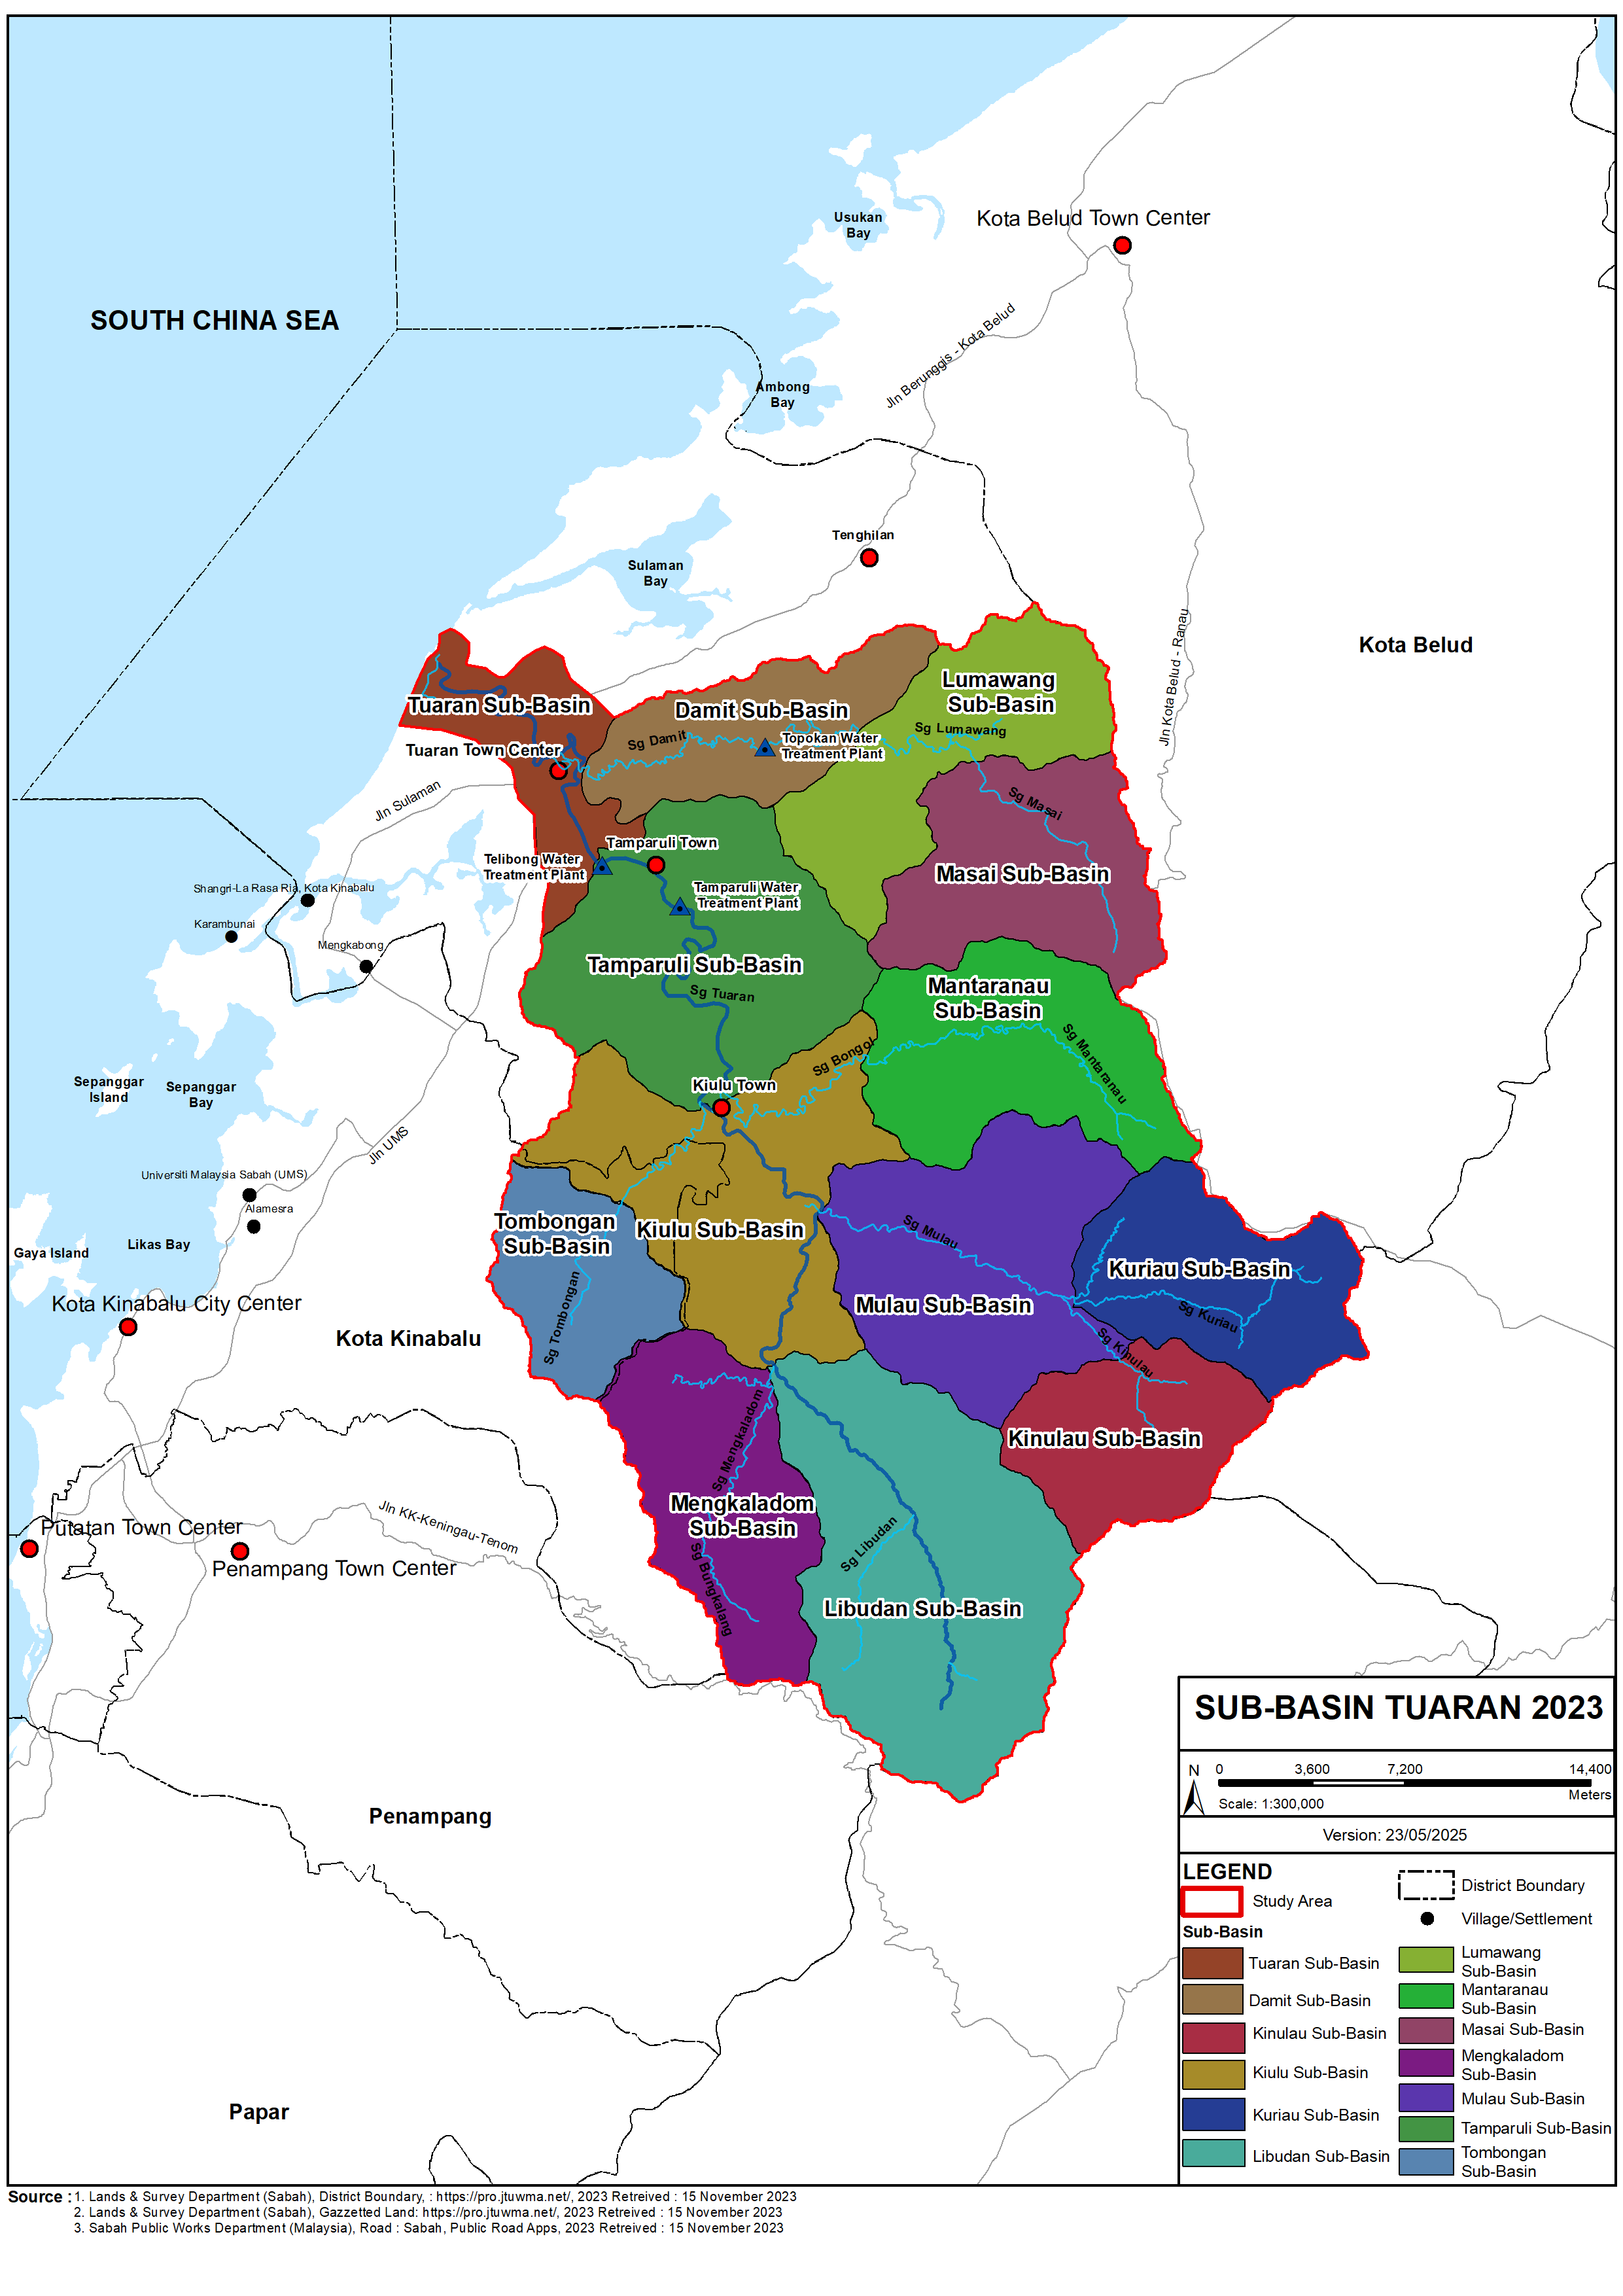 Usukan
Bay
Kota Belud Town Center
SOUTH CHINA SEA
Jln Berunggis - Kota Belud
Ambong
Bay
Tenghilan
Sulaman
Bay
Jln Kota Belud - Ranau
Kota Belud
Lumawang
Sub-Basin
Tuaran Sub-Basin
Damit Sub-Basin
Sg Lumawang
Sg Damit
Topokan Water
Treatment Plant
Tuaran Town Center
Jln Sulaman
Sg Masai
Tamparuli Town
Telibong Water
Treatment Plant
Masai Sub-Basin
Shangri-La Rasa Ria, Kota Kinabalu
Tamparuli Water
Treatment Plant
Karambunai
Mengkabong
Tamparuli Sub-Basin
Sg Tuaran
Mantaranau
Sub-Basin
Sg Bongol
Sg Mantaranau
Sepanggar
Island
Sepanggar
Bay
Kiulu Town
Jln UMS
Universiti Malaysia Sabah (UMS)
Alamesra
Tombongan
Sub-Basin
Kiulu Sub-Basin
Sg Mulau
Gaya Island
Likas Bay
Kuriau Sub-Basin
Kota Kinabalu City Center
Mulau Sub-Basin
Sg Kuriau
Sg Tombongan
Kota Kinabalu
Sg Kinulau
Sg Mengkaladom
Kinulau Sub-Basin
Mengkaladom
Sub-Basin
Jln KK-Keningau-Tenom
Putatan Town Center
Penampang Town Center
Sg Libudan
Sg Bungkalang
Libudan Sub-Basin
Penampang
Papar
SUB-BASIN TUARAN 2023
N
0 3,600 7,200 14,400
Meters
Scale: 1:300,000
Version: 23/05/2025
LEGEND
Study Area
Sub-Basin
Tuaran Sub-Basin
Damit Sub-Basin
Kinulau Sub-Basin
Kiulu Sub-Basin
Kuriau Sub-Basin
Libudan Sub-Basin
District Boundary
Village/Settlement
Lumawang
Sub-Basin
Mantaranau
Sub-Basin
Masai Sub-Basin
Mengkaladom
Sub-Basin
Mulau Sub-Basin
Tamparuli Sub-Basin
Tombongan
Sub-Basin
Source : 1. Lands & Survey Department (Sabah), District Boundary, : https://pro.jtuwma.net/, 2023 Retreived : 15 November 2023
2. Lands & Survey Department (Sabah), Gazzetted Land: https://pro.jtuwma.net/, 2023 Retreived : 15 November 2023
3. Sabah Public Works Department (Malaysia), Road : Sabah, Public Road Apps, 2023 Retreived : 15 November 2023